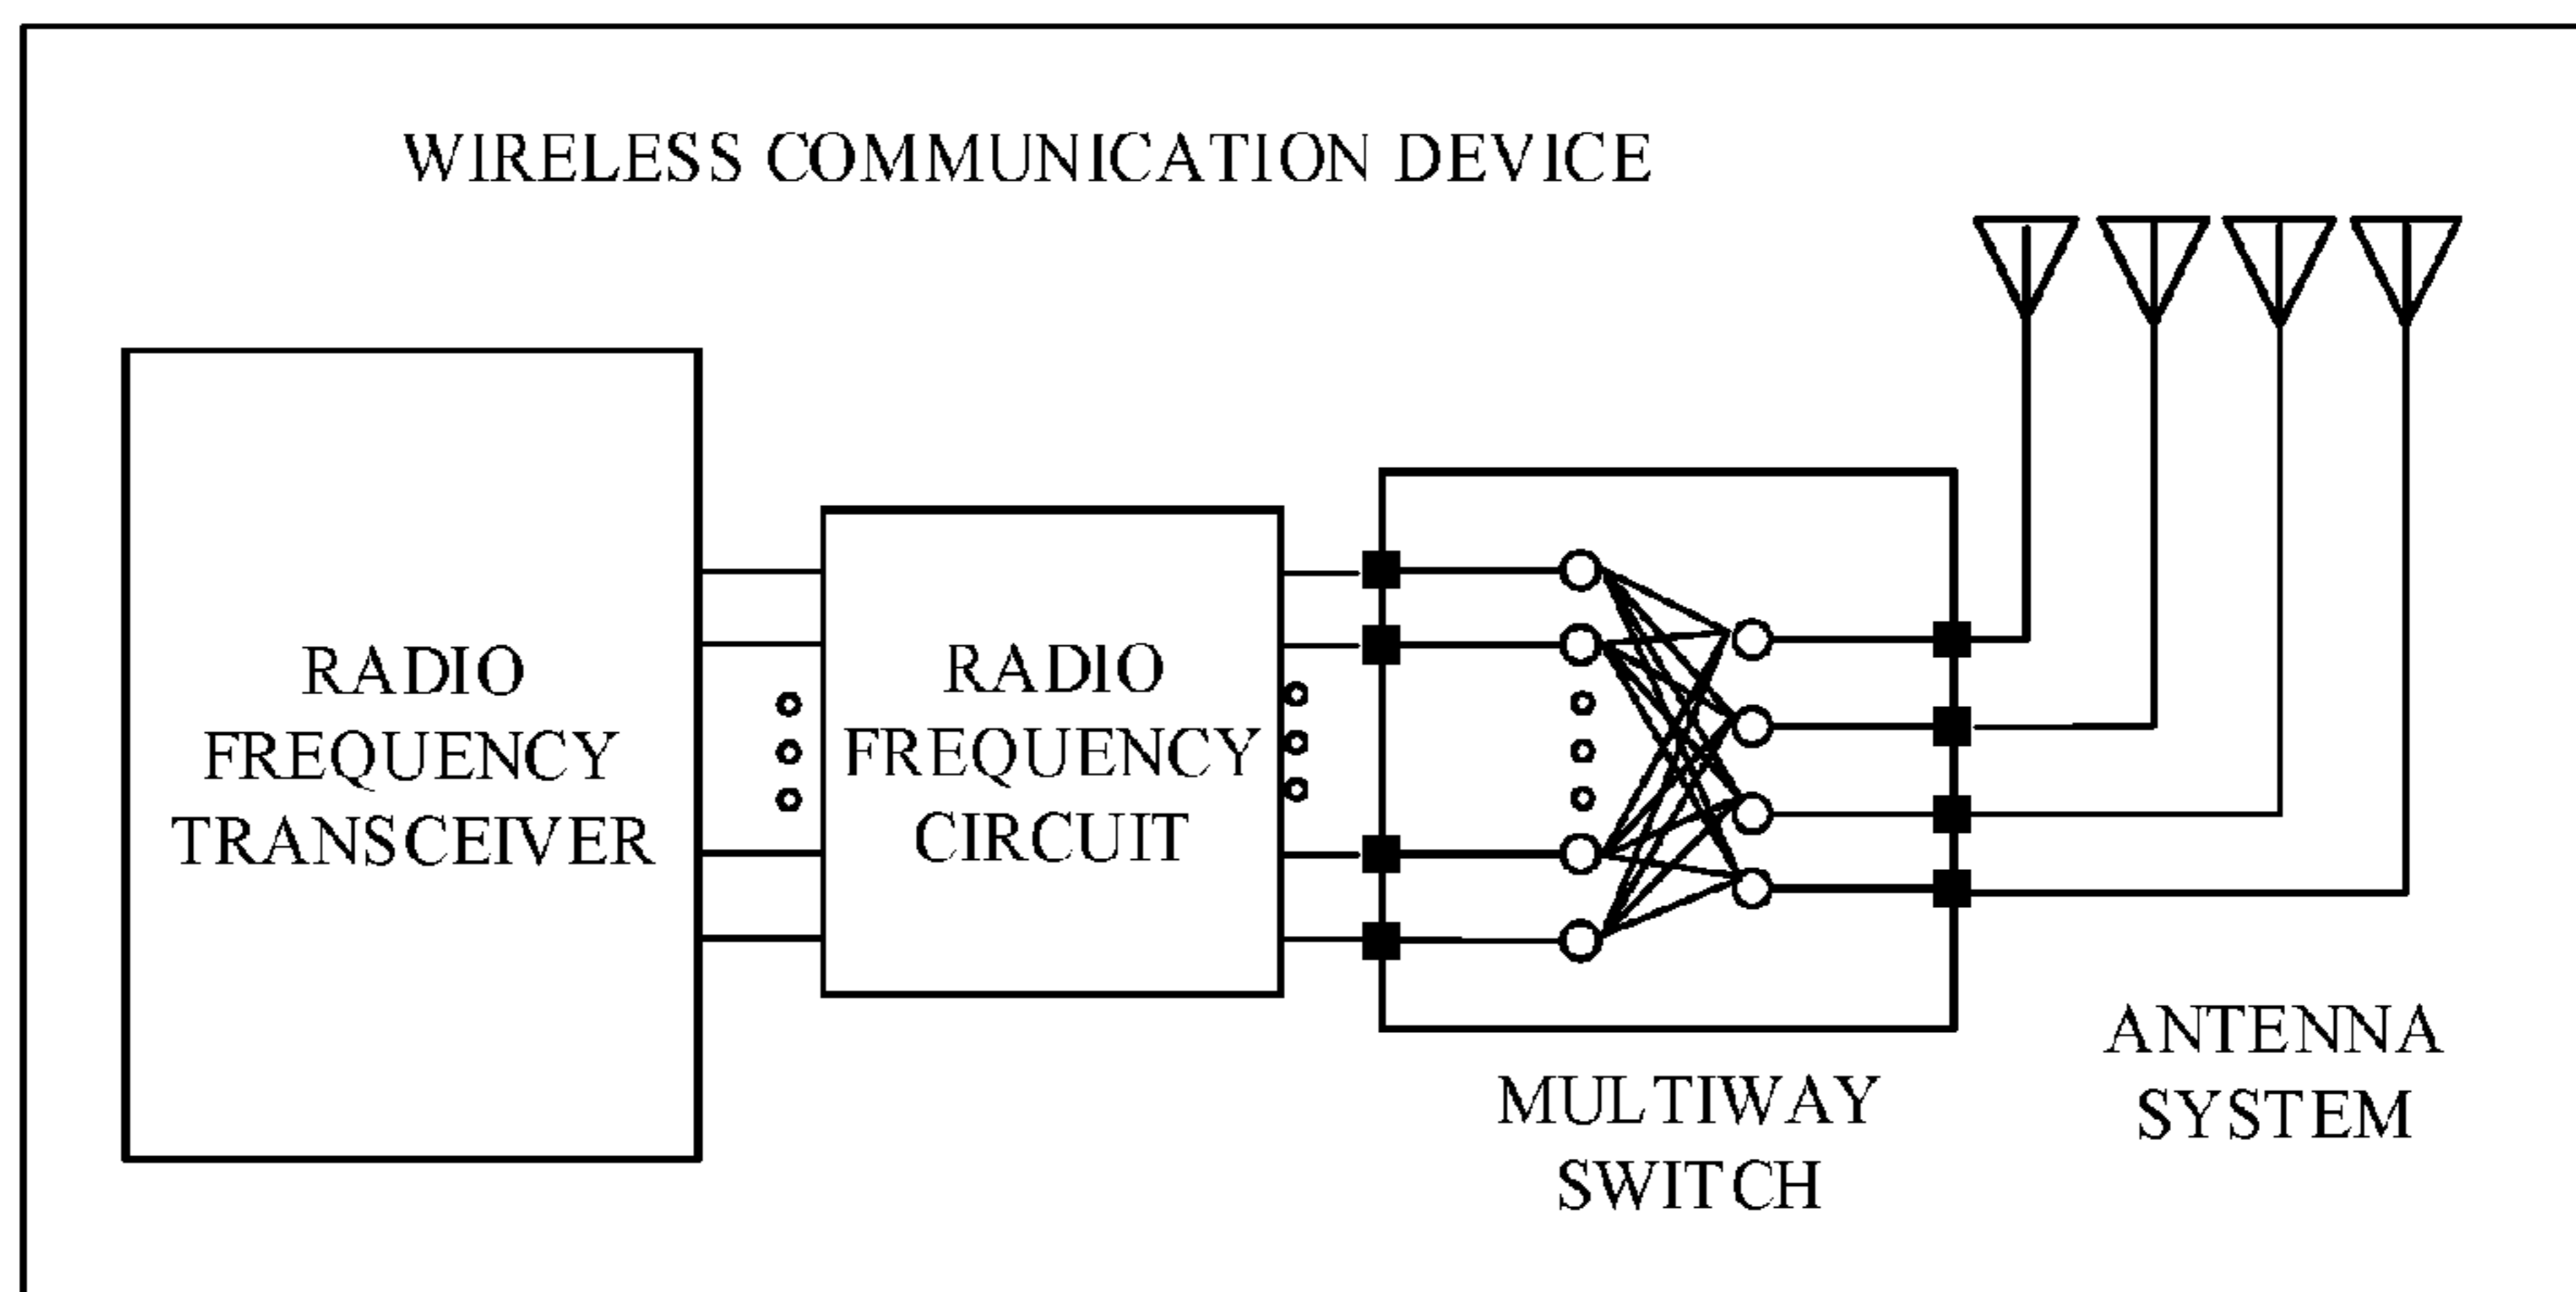 WIRELESS COMMUNICATION DEVICE
RADIO
FREQUENCY
TRANSCEIVER
RADIO
FREQUENCY
CIRCUIT
MULTIWAY
SWITCH
ANTENNA
SYSTEM